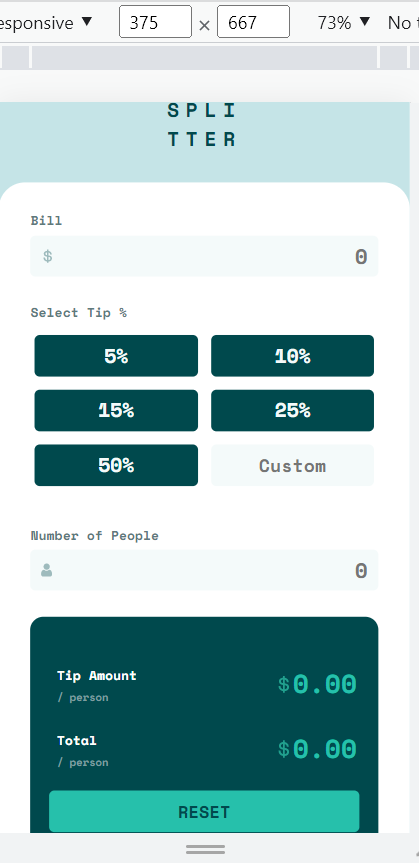 esponsive ▼ 375 × 667 73% ▼ No t
SPLI
TTER
Bill
$ 0
Select Tip %
5% 10%
15% 25%
50% Custom
Number of People
0
Tip Amount $0.00
/ person
Total $0.00
/ person
RESET